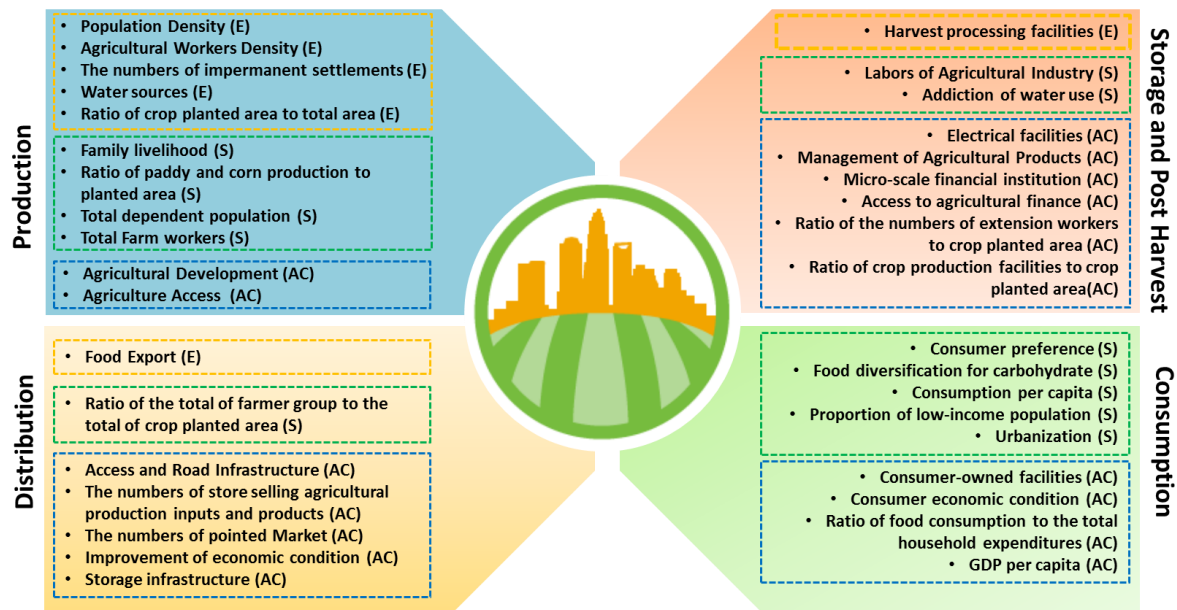 Production
• Population Density (E)
• Agricultural Workers Density (E)
• The numbers of impermanent settlements (E)
• Water sources (E)
• Ratio of crop planted area to total area (E)
• Family livelihood (S)
• Ratio of paddy and corn production to
planted area (S)
• Total dependent population (S)
• Total Farm workers (S)
• Agricultural Development (AC)
• Agriculture Access (AC)
Storage and Post Harvest
• Harvest processing facilities (E)
• Labors of Agricultural Industry (S)
• Addiction of water use (S)
• Electrical facilities (AC)
• Management of Agricultural Products (AC)
• Micro-scale financial institution (AC)
• Access to agricultural finance (AC)
• Ratio of the numbers of extension workers
to crop planted area (AC)
• Ratio of crop production facilities to crop
planted area(AC)
Distribution
• Food Export (E)
• Ratio of the total of farmer group to the
total of crop planted area (S)
• Access and Road Infrastructure (AC)
• The numbers of store selling agricultural
production inputs and products (AC)
• The numbers of pointed Market (AC)
• Improvement of economic condition (AC)
• Storage infrastructure (AC)
Consumption
• Consumer preference (S)
• Food diversification for carbohydrate (S)
• Consumption per capita (S)
• Proportion of low-income population (S)
• Urbanization (S)
• Consumer-owned facilities (AC)
• Consumer economic condition (AC)
• Ratio of food consumption to the total
household expenditures (AC)
• GDP per capita (AC)